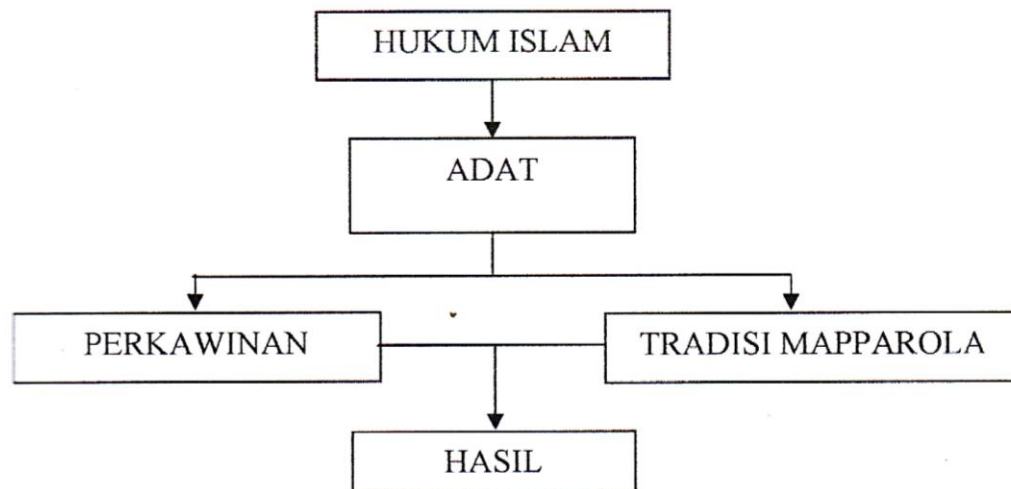 HUKUM ISLAM
ADAT
PERKAWINAN
TRADISI MAPPAROLA
HASIL